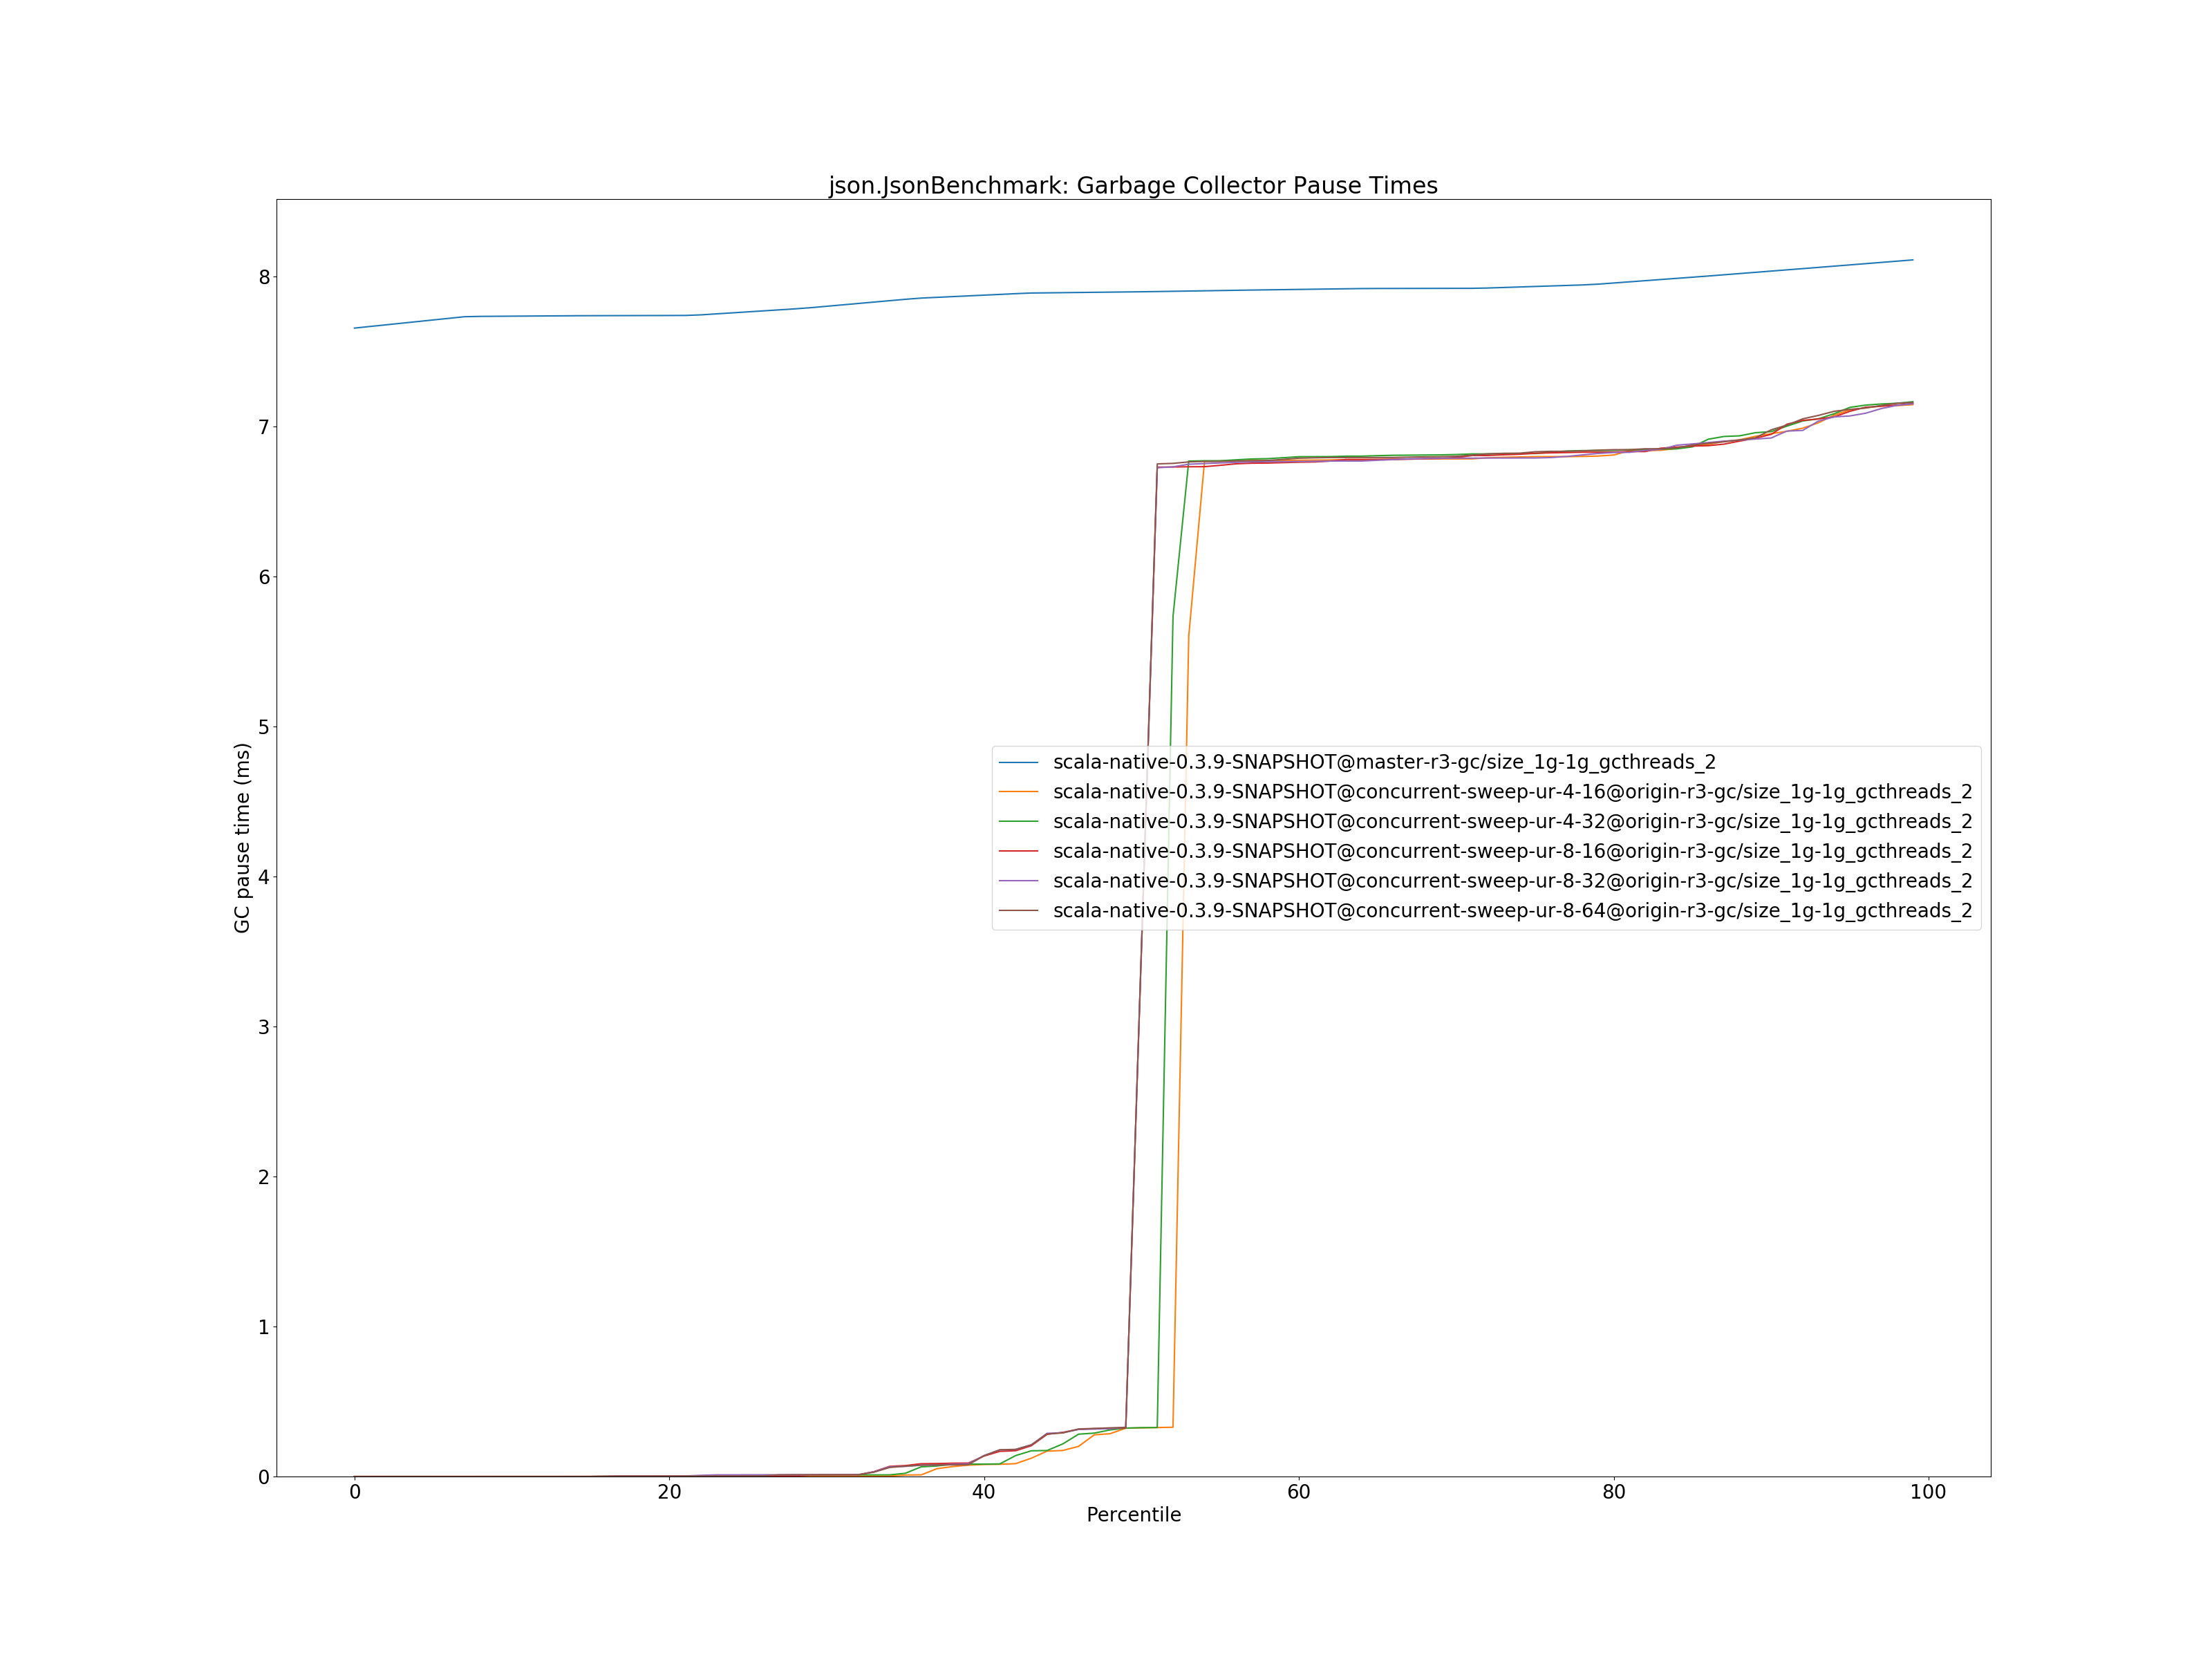 json.JsonBenchmark: Garbage Collector Pause Times
8
7
6
5
4
3
2
1
0
GC pause time (ms)
scala-native-0.3.9-SNAPSHOT@master-r3-gc/size_1g-1g_gcthreads_2
scala-native-0.3.9-SNAPSHOT@concurrent-sweep-ur-4-16@origin-r3-gc/size_1g-1g_gcthreads_2
scala-native-0.3.9-SNAPSHOT@concurrent-sweep-ur-4-32@origin-r3-gc/size_1g-1g_gcthreads_2
scala-native-0.3.9-SNAPSHOT@concurrent-sweep-ur-8-16@origin-r3-gc/size_1g-1g_gcthreads_2
scala-native-0.3.9-SNAPSHOT@concurrent-sweep-ur-8-32@origin-r3-gc/size_1g-1g_gcthreads_2
scala-native-0.3.9-SNAPSHOT@concurrent-sweep-ur-8-64@origin-r3-gc/size_1g-1g_gcthreads_2
0 20 40 60 80 100
Percentile